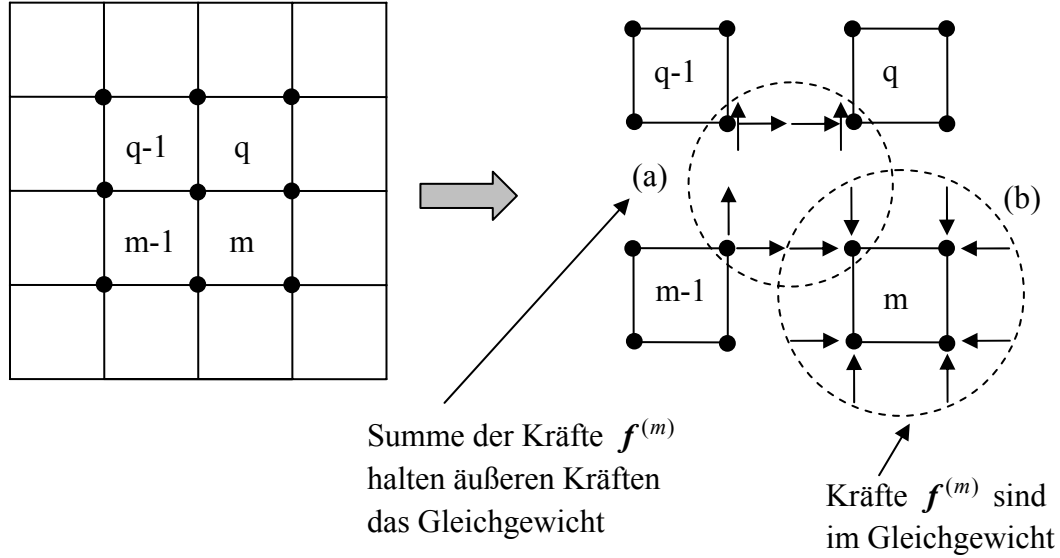 q-1 q
m-1 m
q-1 q
(a) (b)
m-1 m
Summe der Kräfte f^(m)
halten äußeren Kräften
das Gleichgewicht
Kräfte f^(m) sind
im Gleichgewicht